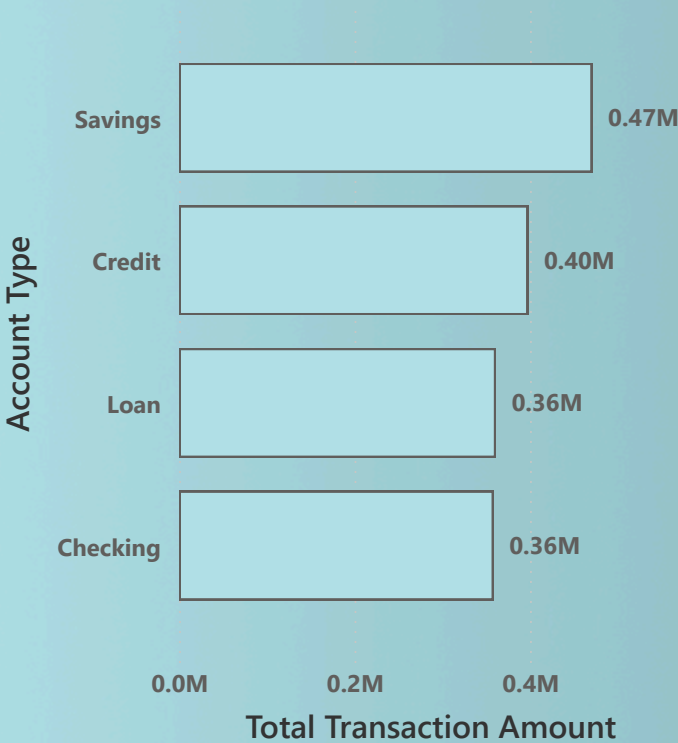 Account Type
Savings 0.47M
Credit 0.40M
Loan 0.36M
Checking 0.36M
0.0M 0.2M 0.4M
Total Transaction Amount